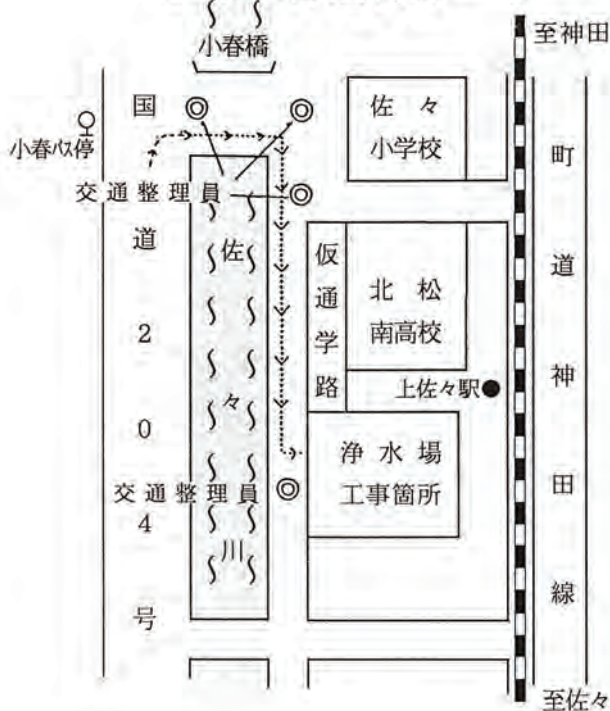 至神田
小春橋
国道204号
佐々
小学校
小春バス停
町道神田線
交通整理員
佐々川
仮通学路
北松
南高校
上佐々駅
浄水場
工事箇所
交通整理員
至佐々